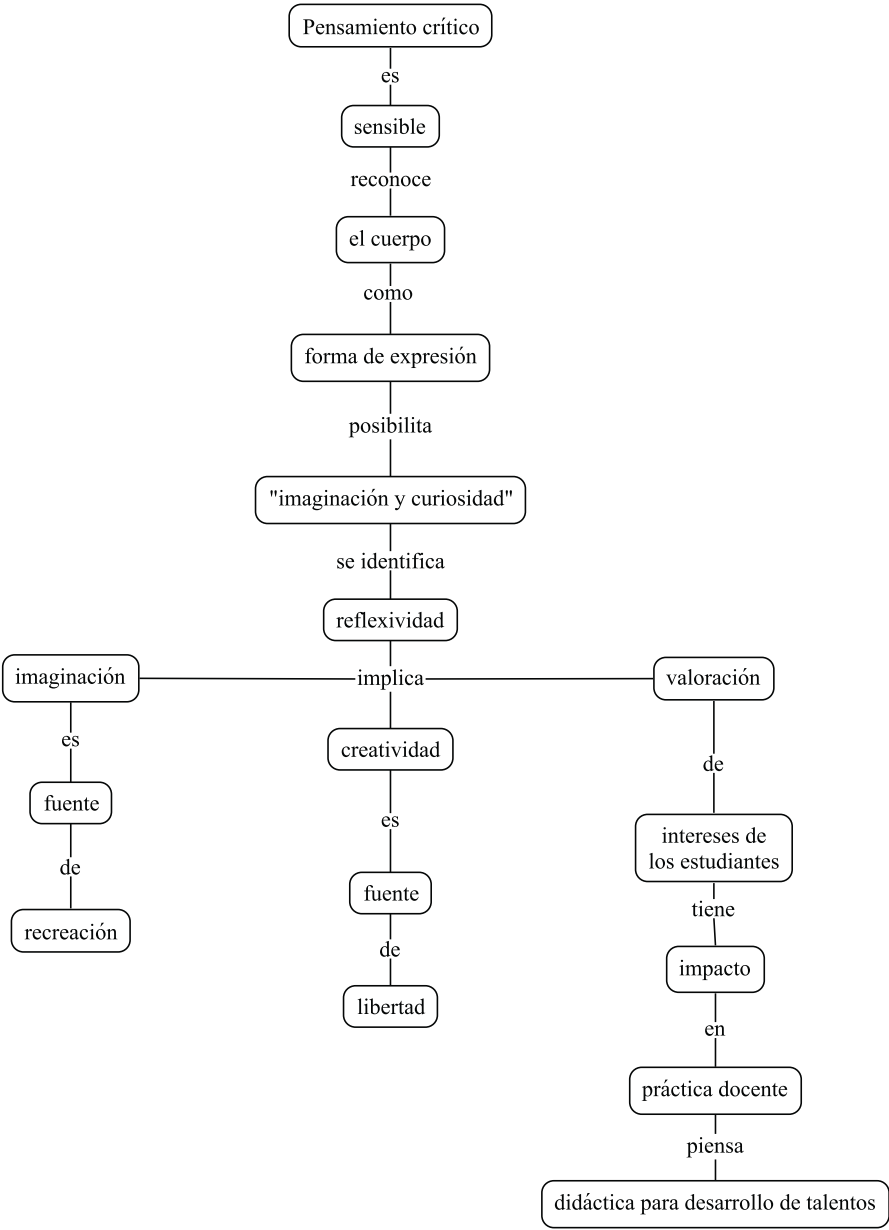 Pensamiento crítico
es
sensible
reconoce
el cuerpo
como
forma de expresión
posibilita
"imaginación y curiosidad"
se identifica
reflexividad
imaginación
implica
valoración
es
fuente
de
recreación
creatividad
es
fuente
de
libertad
de
intereses de
los estudiantes
tiene
impacto
en
práctica docente
piensa
didáctica para desarrollo de talentos